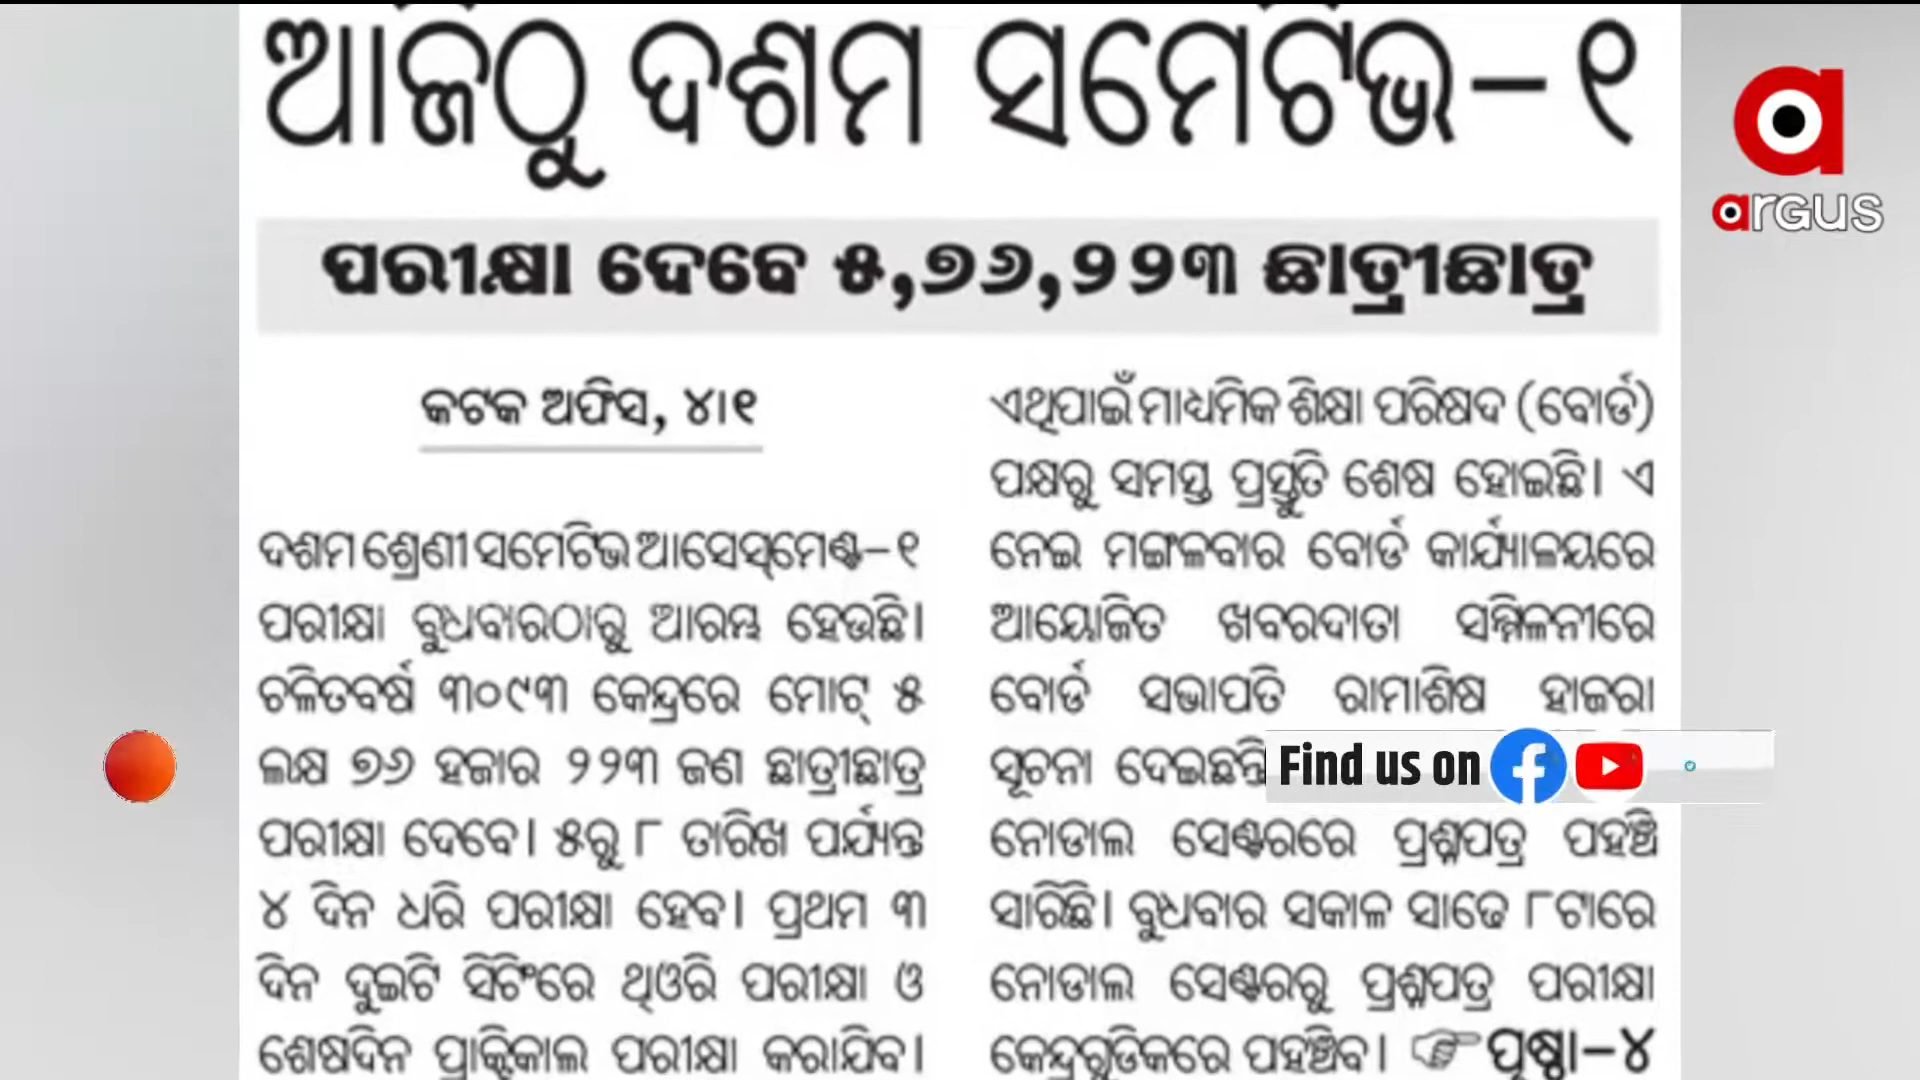 ଆଜିଠୁ ଦଶମ ସମେଟିଭ-୧
ପରୀକ୍ଷା ଦେବେ ୫,୭୬,୨୨୩ ଛାତ୍ରୀଛାତ୍ର
କଟକ ଅଫିସ, ୪।୧
ଦଶମ ଶ୍ରେଣୀ ସମେଟିଭ ଆସେସ୍‌ମେଣ୍ଟ-୧
ପରୀକ୍ଷା ବୁଧବାରଠାରୁ ଆରମ୍ଭ ହେଉଛି।
ଚଳିତବର୍ଷ ୩୦୯୩ କେନ୍ଦ୍ରରେ ମୋଟ୍ ୫
ଲକ୍ଷ ୭୬ ହଜାର ୨୨୩ ଜଣ ଛାତ୍ରୀଛାତ୍ର
ପରୀକ୍ଷା ଦେବେ। ୫ରୁ ୮ ତାରିଖ ପର୍ଯ୍ୟନ୍ତ
୪ ଦିନ ଧରି ପରୀକ୍ଷା ହେବ। ପ୍ରଥମ ୩
ଦିନ ଦୁଇଟି ସିଟିଂରେ ଥିଓରି ପରୀକ୍ଷା ଓ
ଶେଷଦିନ ପ୍ରାକ୍ଟିକାଲ ପରୀକ୍ଷା କରାଯିବ।
ଏଥିପାଇଁ ମାଧ୍ୟମିକ ଶିକ୍ଷା ପରିଷଦ (ବୋର୍ଡ)
ପକ୍ଷରୁ ସମସ୍ତ ପ୍ରସ୍ତୁତି ଶେଷ ହୋଇଛି। ଏ
ନେଇ ମଙ୍ଗଳବାର ବୋର୍ଡ କାର୍ଯ୍ୟାଳୟରେ
ଆୟୋଜିତ ଖବରଦାତା ସମ୍ମିଳନୀରେ
ବୋର୍ଡ ସଭାପତି ରାମାଶିଷ ହାଜରା
ସୂଚନା ଦେଇଛନ୍ତି
ନୋଡାଲ ସେଣ୍ଟରରେ ପ୍ରଶ୍ନପତ୍ର ପହଞ୍ଚି
ସାରିଛି। ବୁଧବାର ସକାଳ ସାଢେ ୮ଟାରେ
ନୋଡାଲ ସେଣ୍ଟରରୁ ପ୍ରଶ୍ନପତ୍ର ପରୀକ୍ଷା
କେନ୍ଦ୍ରଗୁଡିକରେ ପହଞ୍ଚିବ। ପୃଷ୍ଠା-୪
argus
Find us on